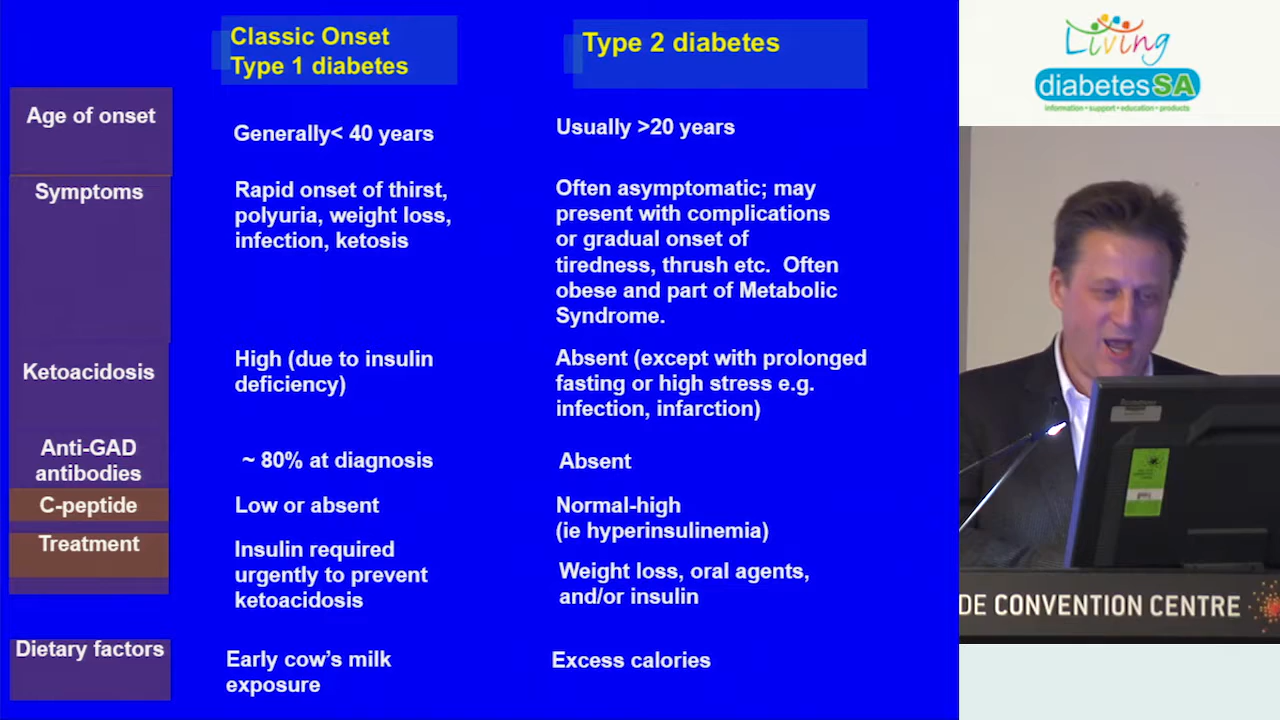 Classic Onset
Type 1 diabetes
Type 2 diabetes
Age of onset
Generally< 40 years
Usually >20 years
Symptoms
Rapid onset of thirst,
polyuria, weight loss,
infection, ketosis
Often asymptomatic; may
present with complications
or gradual onset of
tiredness, thrush etc.  Often
obese and part of Metabolic
Syndrome.
Ketoacidosis
High (due to insulin
deficiency)
Absent (except with prolonged
fasting or high stress e.g.
infection, infarction)
Anti-GAD
antibodies
~ 80% at diagnosis
Absent
C-peptide
Low or absent
Normal-high
(ie hyperinsulinemia)
Treatment
Insulin required
urgently to prevent
ketoacidosis
Weight loss, oral agents,
and/or insulin
Dietary factors
Early cow's milk
exposure
Excess calories
Living
diabetesSA
information • support • education • products
DE CONVENTION CENTRE